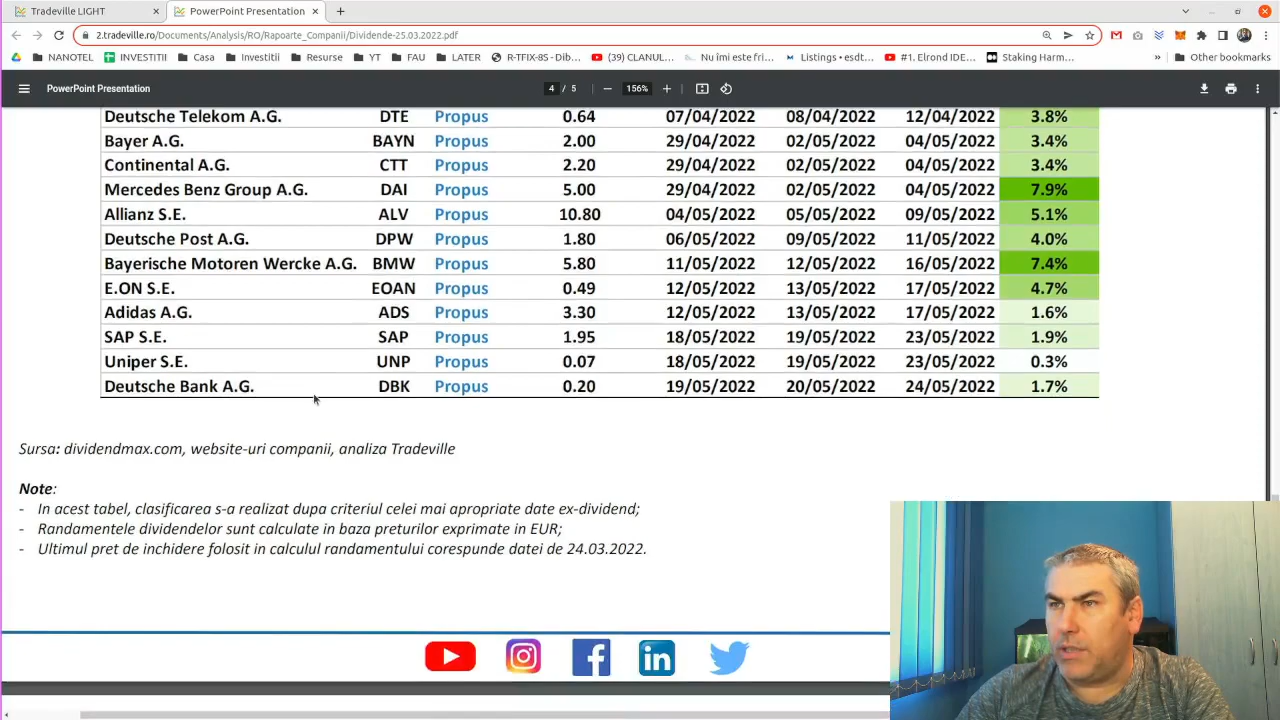 Tradeville LIGHT
PowerPoint Presentation
2.tradeville.ro/Documents/Analysis/RO/Rapoarte_Companii/Dividende-25.03.2022.pdf
NANOTEL INVESTITII Casa Investitii Resurse YT FAU LATER R-TFIX-8S - Dib... (39) CLANUL... Nu îmi este fri... Listings • esdt... #1. Elrond IDE... Staking Harm... » Other bookmarks
PowerPoint Presentation 4 / 5 156%
Deutsche Telekom A.G. DTE Propus 0.64 07/04/2022 08/04/2022 12/04/2022 3.8%
Bayer A.G. BAYN Propus 2.00 29/04/2022 02/05/2022 04/05/2022 3.4%
Continental A.G. CTT Propus 2.20 29/04/2022 02/05/2022 04/05/2022 3.4%
Mercedes Benz Group A.G. DAI Propus 5.00 29/04/2022 02/05/2022 04/05/2022 7.9%
Allianz S.E. ALV Propus 10.80 04/05/2022 05/05/2022 09/05/2022 5.1%
Deutsche Post A.G. DPW Propus 1.80 06/05/2022 09/05/2022 11/05/2022 4.0%
Bayerische Motoren Wercke A.G. BMW Propus 5.80 11/05/2022 12/05/2022 16/05/2022 7.4%
E.ON S.E. EOAN Propus 0.49 12/05/2022 13/05/2022 17/05/2022 4.7%
Adidas A.G. ADS Propus 3.30 12/05/2022 13/05/2022 17/05/2022 1.6%
SAP S.E. SAP Propus 1.95 18/05/2022 19/05/2022 23/05/2022 1.9%
Uniper S.E. UNP Propus 0.07 18/05/2022 19/05/2022 23/05/2022 0.3%
Deutsche Bank A.G. DBK Propus 0.20 19/05/2022 20/05/2022 24/05/2022 1.7%
Sursa: dividendmax.com, website-uri companii, analiza Tradeville
Note:
- In acest tabel, clasificarea s-a realizat dupa criteriul celei mai apropriate date ex-dividend;
- Randamentele dividendelor sunt calculate in baza preturilor exprimate in EUR;
- Ultimul pret de inchidere folosit in calculul randamentului corespunde datei de 24.03.2022.